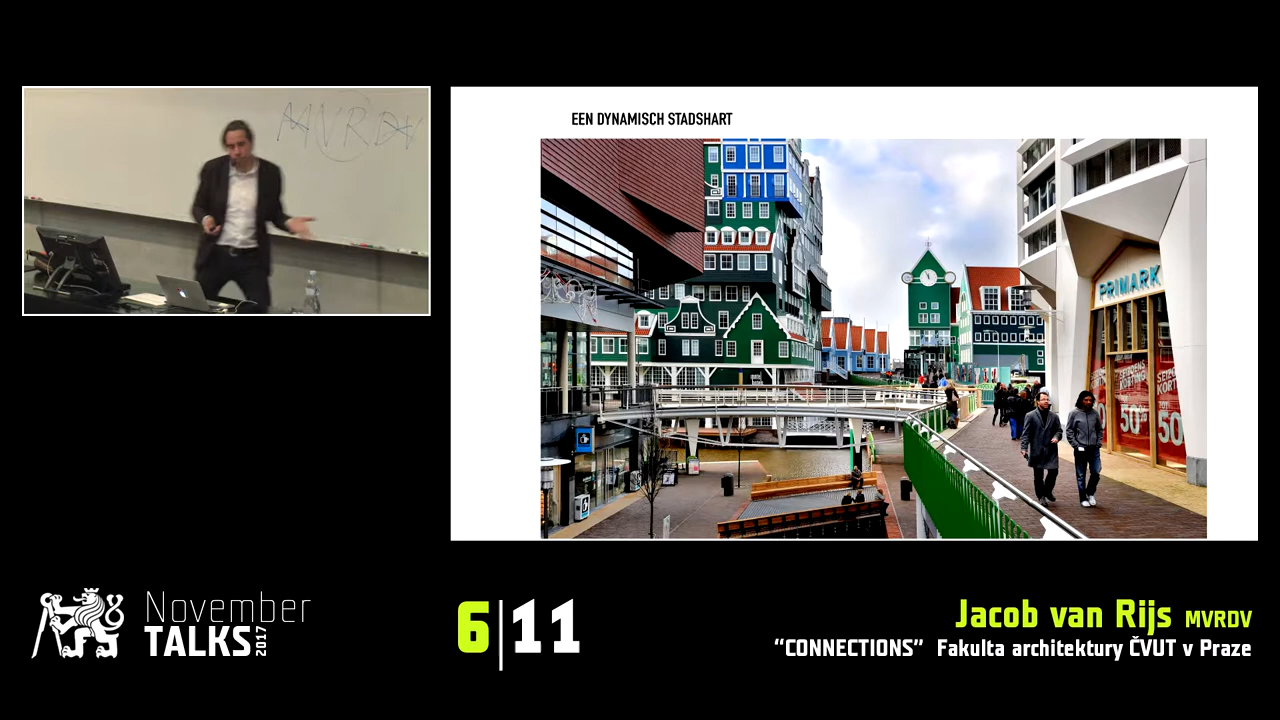 MVRDV
EEN DYNAMISCH STADSHART
PRIMARK
50%
50
November
TALKS 2017
6|11
Jacob van Rijs MVRDV
“CONNECTIONS” Fakulta architektury ČVUT v Praze